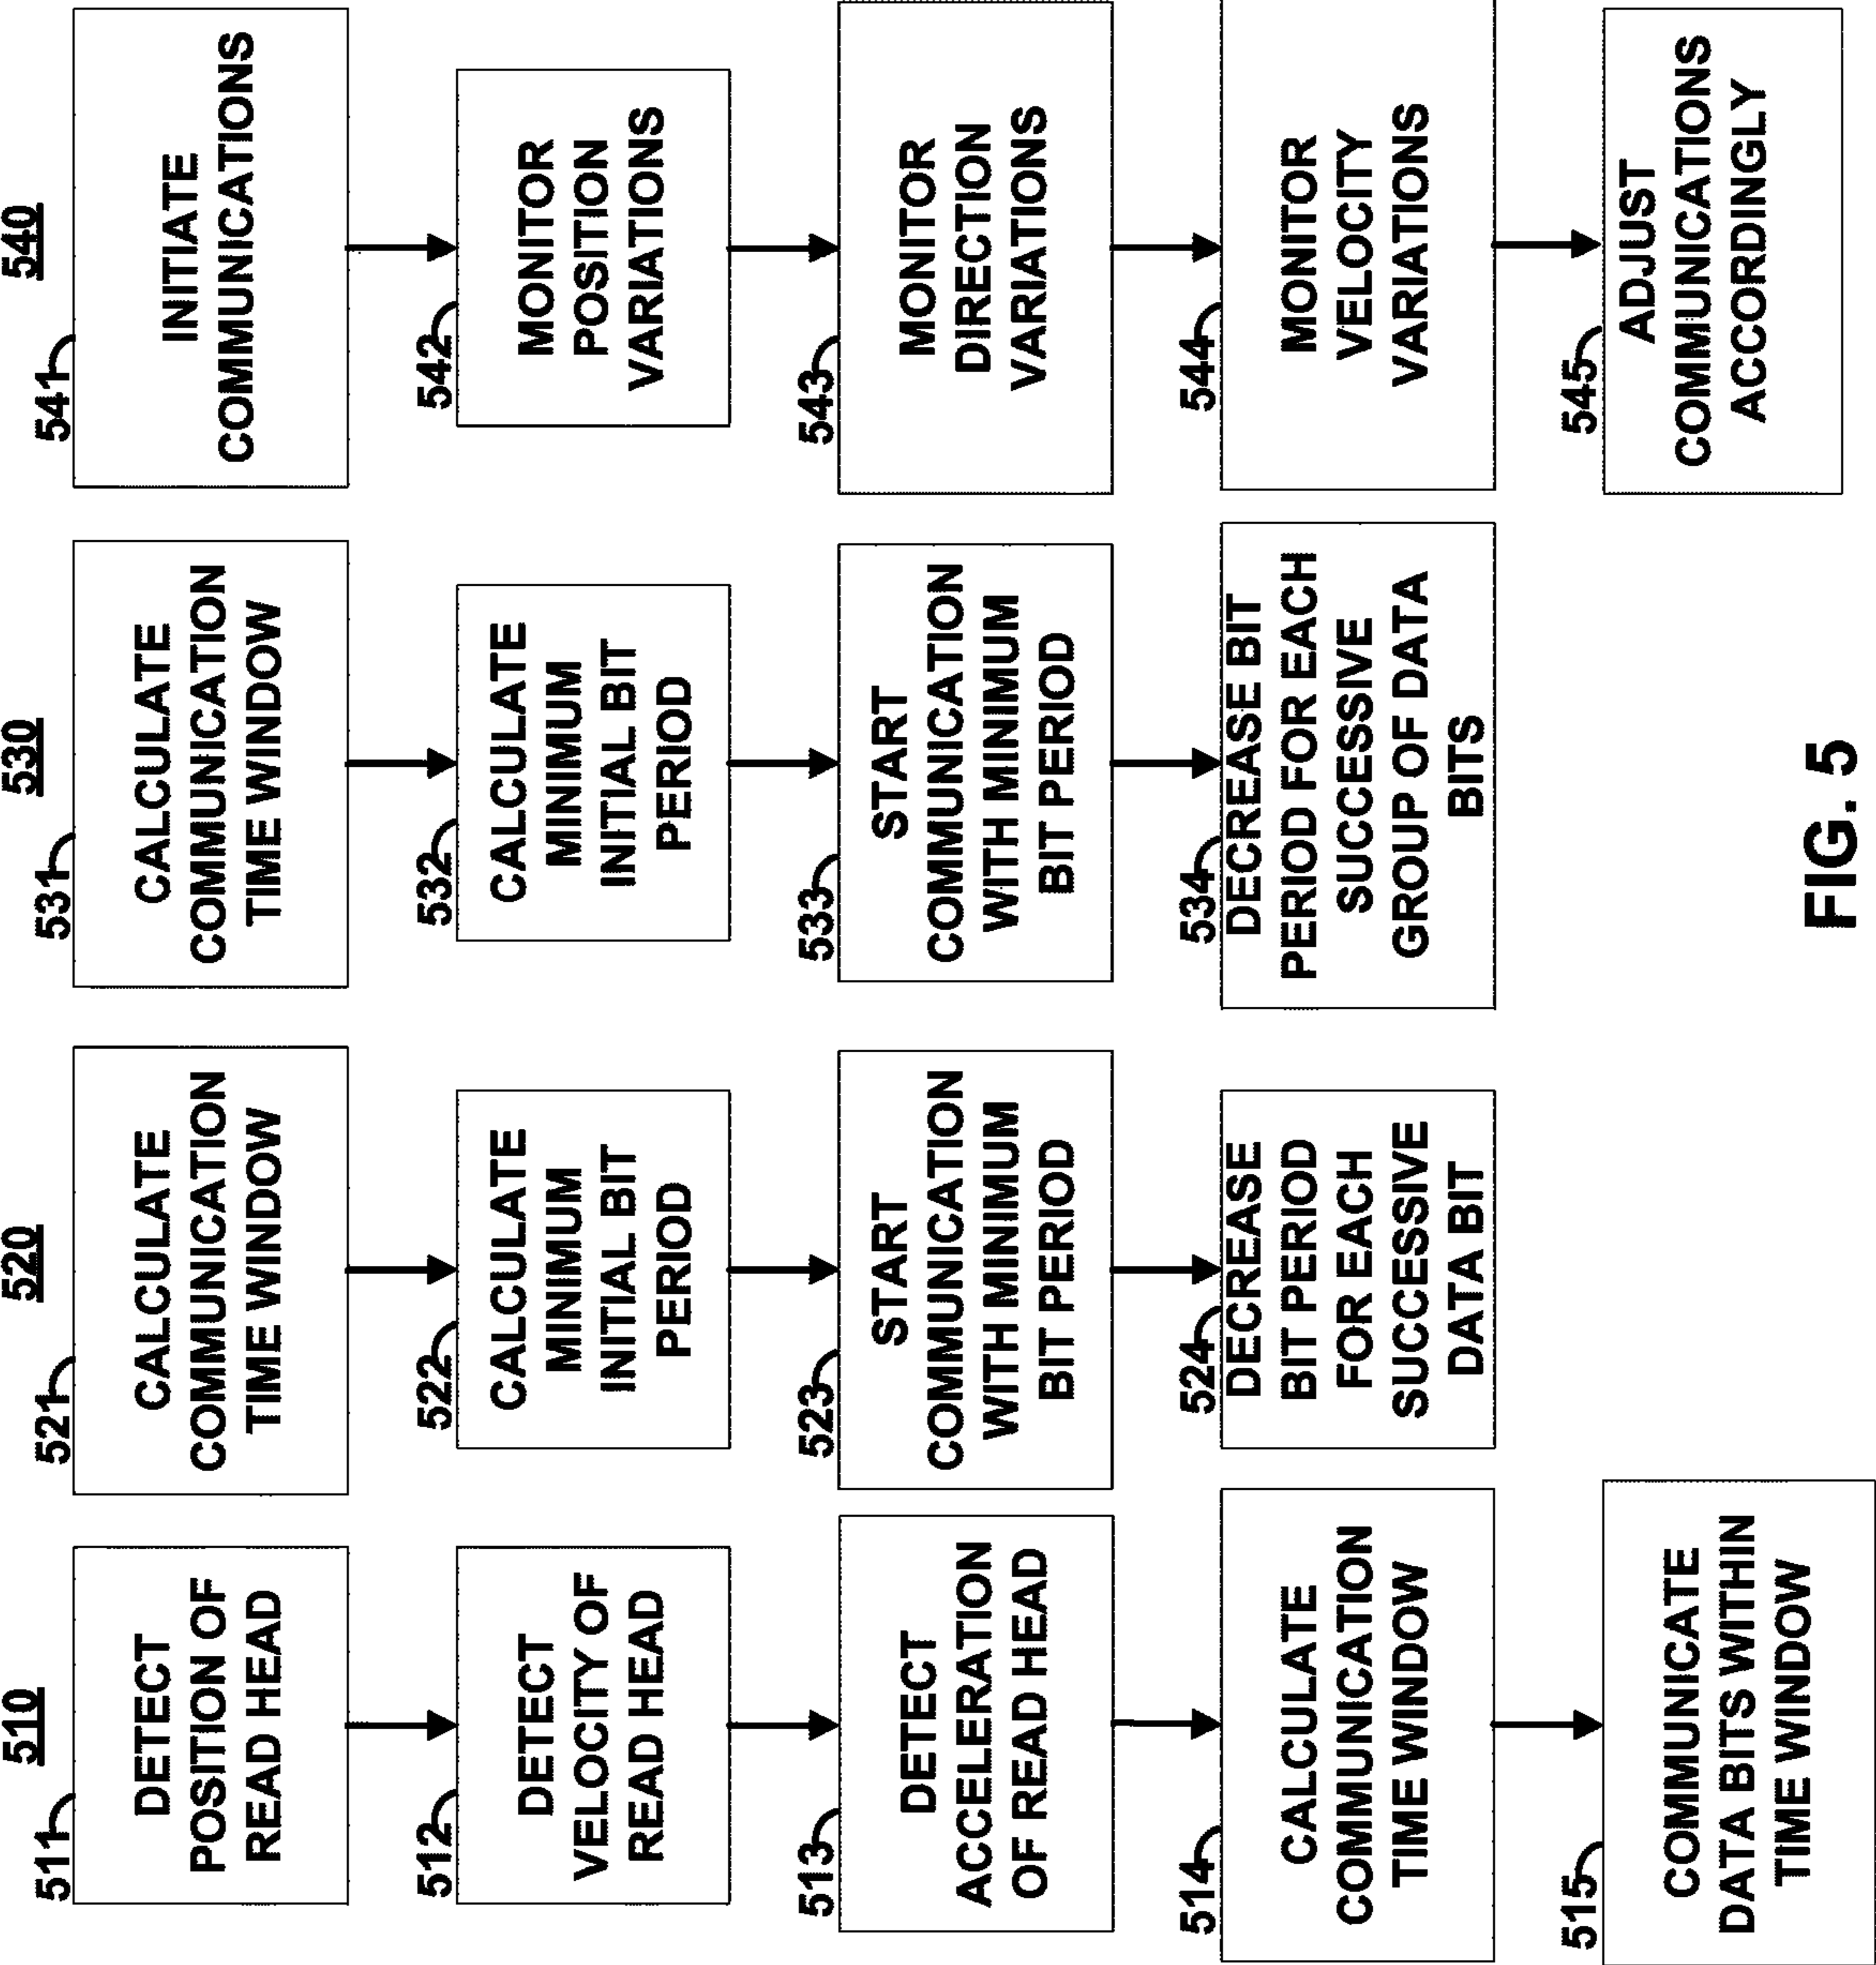 510
511
DETECT
POSITION OF
READ HEAD
512
DETECT
VELOCITY OF
READ HEAD
513
DETECT
ACCELERATION
OF READ HEAD
514
CALCULATE
COMMUNICATION
TIME WINDOW
515
COMMUNICATE
DATA BITS WITHIN
TIME WINDOW
520
521
CALCULATE
COMMUNICATION
TIME WINDOW
522
CALCULATE
MINIMUM
INITIAL BIT
PERIOD
523
START
COMMUNICATION
WITH MINIMUM
BIT PERIOD
524
DECREASE
BIT PERIOD
FOR EACH
SUCCESSIVE
DATA BIT
530
531
CALCULATE
COMMUNICATION
TIME WINDOW
532
CALCULATE
MINIMUM
INITIAL BIT
PERIOD
533
START
COMMUNICATION
WITH MINIMUM
BIT PERIOD
534
DECREASE BIT
PERIOD FOR EACH
SUCCESSIVE
GROUP OF DATA
BITS
540
541
INITIATE
COMMUNICATIONS
542
MONITOR
POSITION
VARIATIONS
543
MONITOR
DIRECTION
VARIATIONS
544
MONITOR
VELOCITY
VARIATIONS
545
ADJUST
COMMUNICATIONS
ACCORDINGLY
FIG. 5